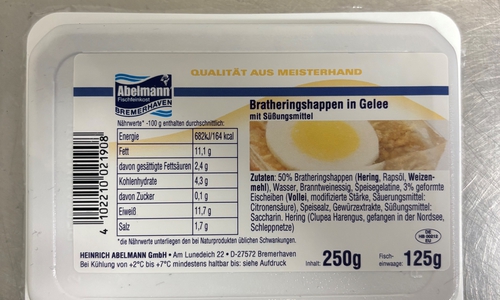 QUALITÄT AUS MEISTERHAND
Abelmann
Fischfeinkost
BREMERHAVEN
Bratheringshappen in Gelee
mit Süßungsmittel
Nährwerte* -100 g enthalten durchschnittlich:
Energie 682kJ/164 kcal
Fett 11,1 g
davon gesättigte Fettsäuren 2,4 g
Kohlenhydrate 4,3 g
davon Zucker 0,1 g
Eiweiß 11,7 g
Salz 1,7 g
*die Nährwerte unterliegen den bei Naturprodukten üblichen Schwankungen.
4 102210 021908
Zutaten: 50% Bratheringshappen (Hering, Rapsöl, Weizen-
mehl), Wasser, Branntweinessig, Speisegelatine, 3% geformte
Eischeiben (Vollei, modifizierte Stärke, Säuerungsmittel:
Citronensäure), Speisesalz, Gewürzextrakte, Süßungsmittel:
Saccharin. Hering (Clupea Harengus, gefangen in der Nordsee,
Schleppnetze)
DE
HB-00012
EU
HEINRICH ABELMANN GmbH • Am Lunedeich 22 • D-27572 Bremerhaven
Bei Kühlung von +2°C bis +7°C mindestens haltbar bis: siehe Aufdruck
Inhalt: 250g
Fisch-
einwaage: 125g